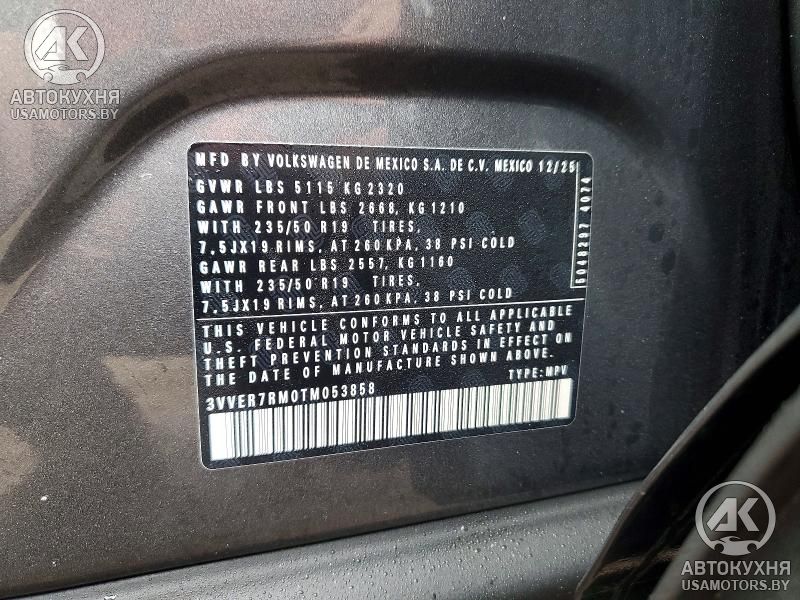 AK
АВТОКУХНЯ
USAMOTORS.BY
MFD BY VOLKSWAGEN DE MEXICO S.A. DE C.V. MEXICO 12/25
GVWR LBS 5115 KG 2320
GAWR FRONT LBS 2668, KG 1210
WITH 235/50 R19 TIRES,
7,5JX19 RIMS, AT 260 KPA, 38 PSI COLD
GAWR REAR LBS 2557, KG 1160
WITH 235/50 R19 TIRES,
7,5JX19 RIMS, AT 260 KPA, 38 PSI COLD
5048297 4024
THIS VEHICLE CONFORMS TO ALL APPLICABLE
U.S. FEDERAL MOTOR VEHICLE SAFETY AND
THEFT PREVENTION STANDARDS IN EFFECT ON
THE DATE OF MANUFACTURE SHOWN ABOVE.
TYPE: MPV
3VVER7RM0TM053858
AK
АВТОКУХНЯ
USAMOTORS.BY